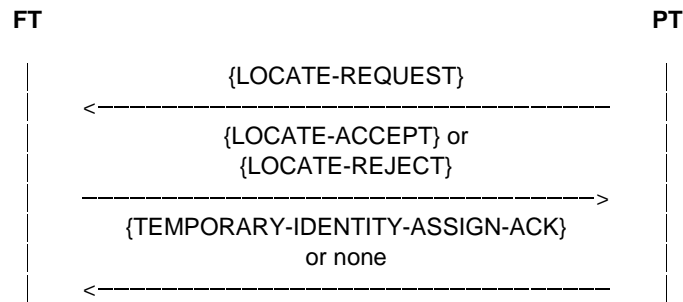 FT PT
{LOCATE-REQUEST}
{LOCATE-ACCEPT} or
{LOCATE-REJECT}
{TEMPORARY-IDENTITY-ASSIGN-ACK}
or none